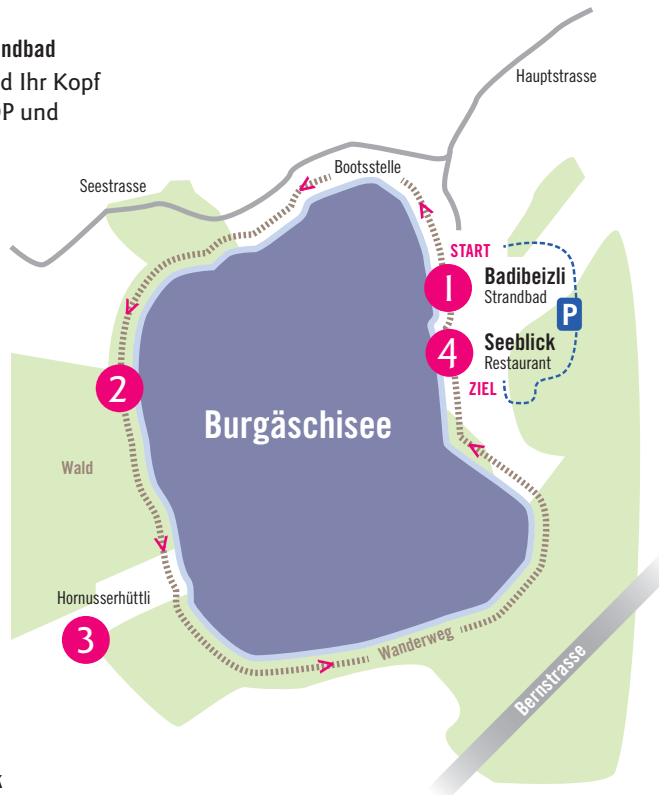 ndbad
d Ihr Kopf
P und
Hauptstrasse
Bootsstelle
Seestrasse
START
1
Badibeizli
Strandbad
P
4
Seeblick
Restaurant
ZIEL
2
Burgäschisee
Wald
Hornusserhüttli
3
Wanderweg
Bernstrasse